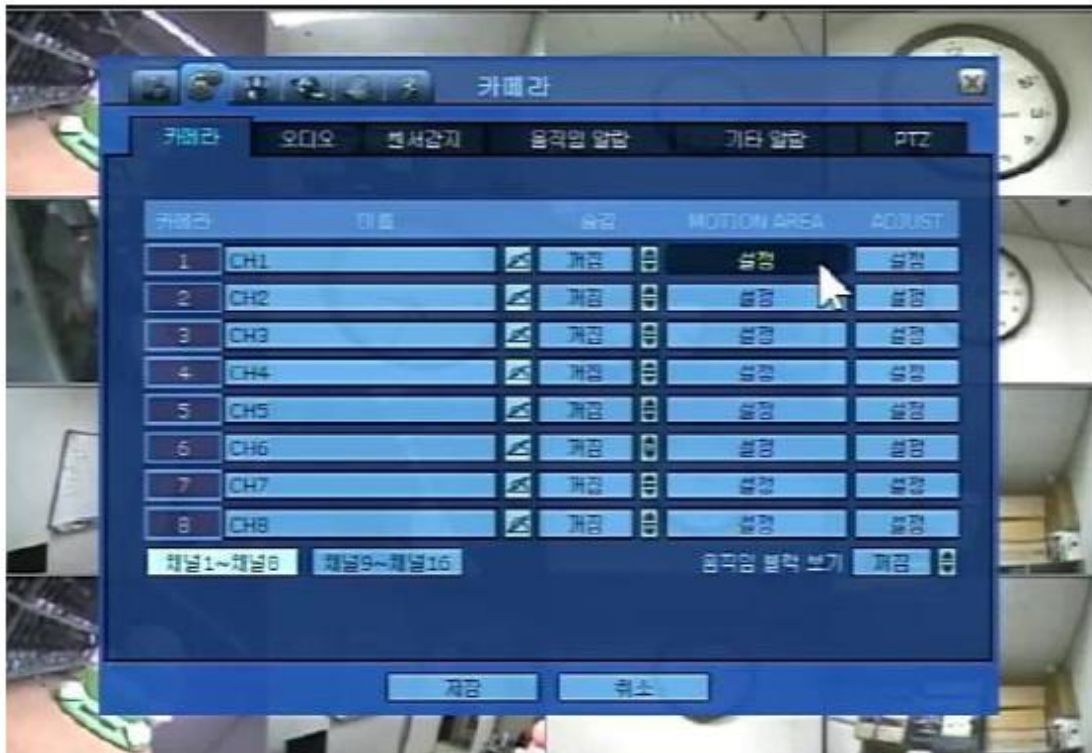 카메라
카메라 오디오 센서감지 움직임 알람 기타 알람 PTZ
카메라 이름 숨김 MOTION AREA ADJUST
1 CH1 꺼짐 설정 설정
2 CH2 꺼짐 설정 설정
3 CH3 꺼짐 설정 설정
4 CH4 꺼짐 설정 설정
5 CH5 꺼짐 설정 설정
6 CH6 꺼짐 설정 설정
7 CH7 꺼짐 설정 설정
8 CH8 꺼짐 설정 설정
채널1~채널8 채널9~채널16 움직임 블럭 보기 꺼짐
저장 취소